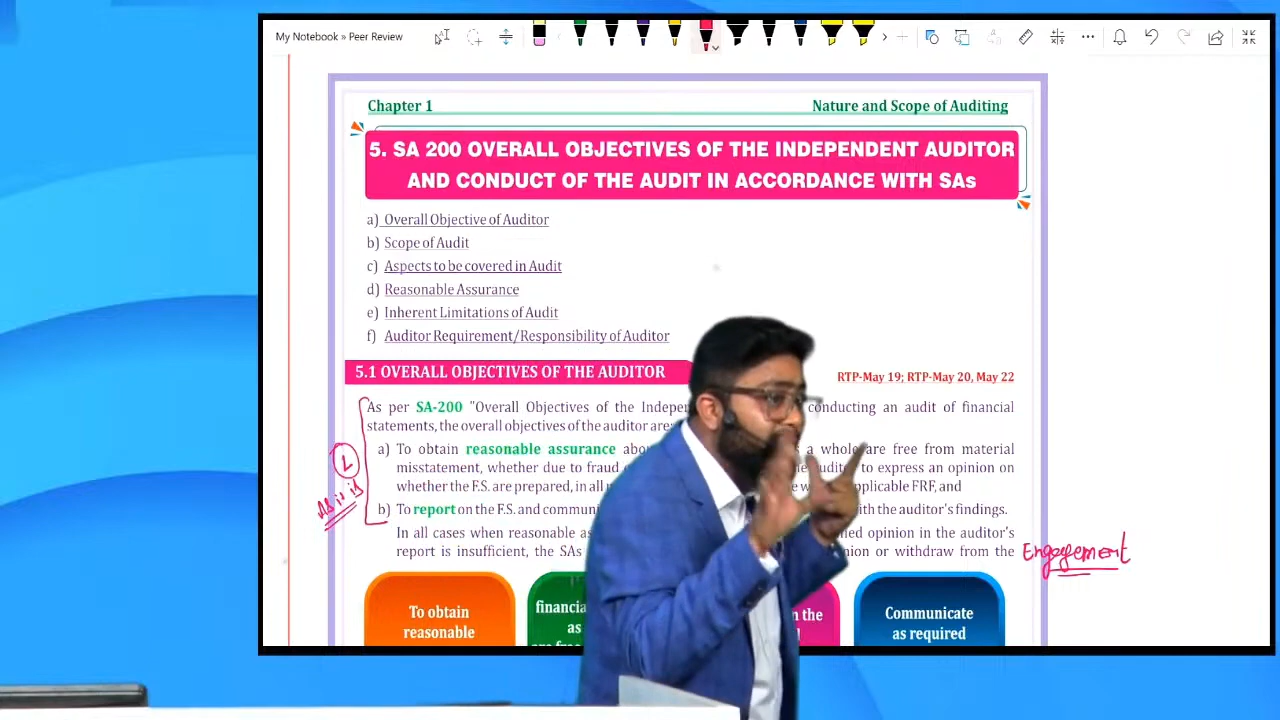 My Notebook » Peer Review
Chapter 1
Nature and Scope of Auditing
5. SA 200 OVERALL OBJECTIVES OF THE INDEPENDENT AUDITOR
AND CONDUCT OF THE AUDIT IN ACCORDANCE WITH SAs
a) Overall Objective of Auditor
b) Scope of Audit
c) Aspects to be covered in Audit
d) Reasonable Assurance
e) Inherent Limitations of Audit
f) Auditor Requirement/Responsibility of Auditor
5.1 OVERALL OBJECTIVES OF THE AUDITOR
RTP-May 19; RTP-May 20, May 22
As per SA-200 "Overall Objectives of the conducting an audit of financial
statements, the overall objectives of the auditor are
a) To obtain reasonable assurance a whole are free from material
misstatement, whether due to fraud to express an opinion on
whether the F.S. are prepared, in all applicable FRF, and
b) To report on the F.S. and the auditor's findings.
L
As it is
In all cases when reasonable opinion in the auditor's
report is insufficient, the SAs or withdraw from the
Engagement
To obtain
reasonable
as
the
Communicate
as required